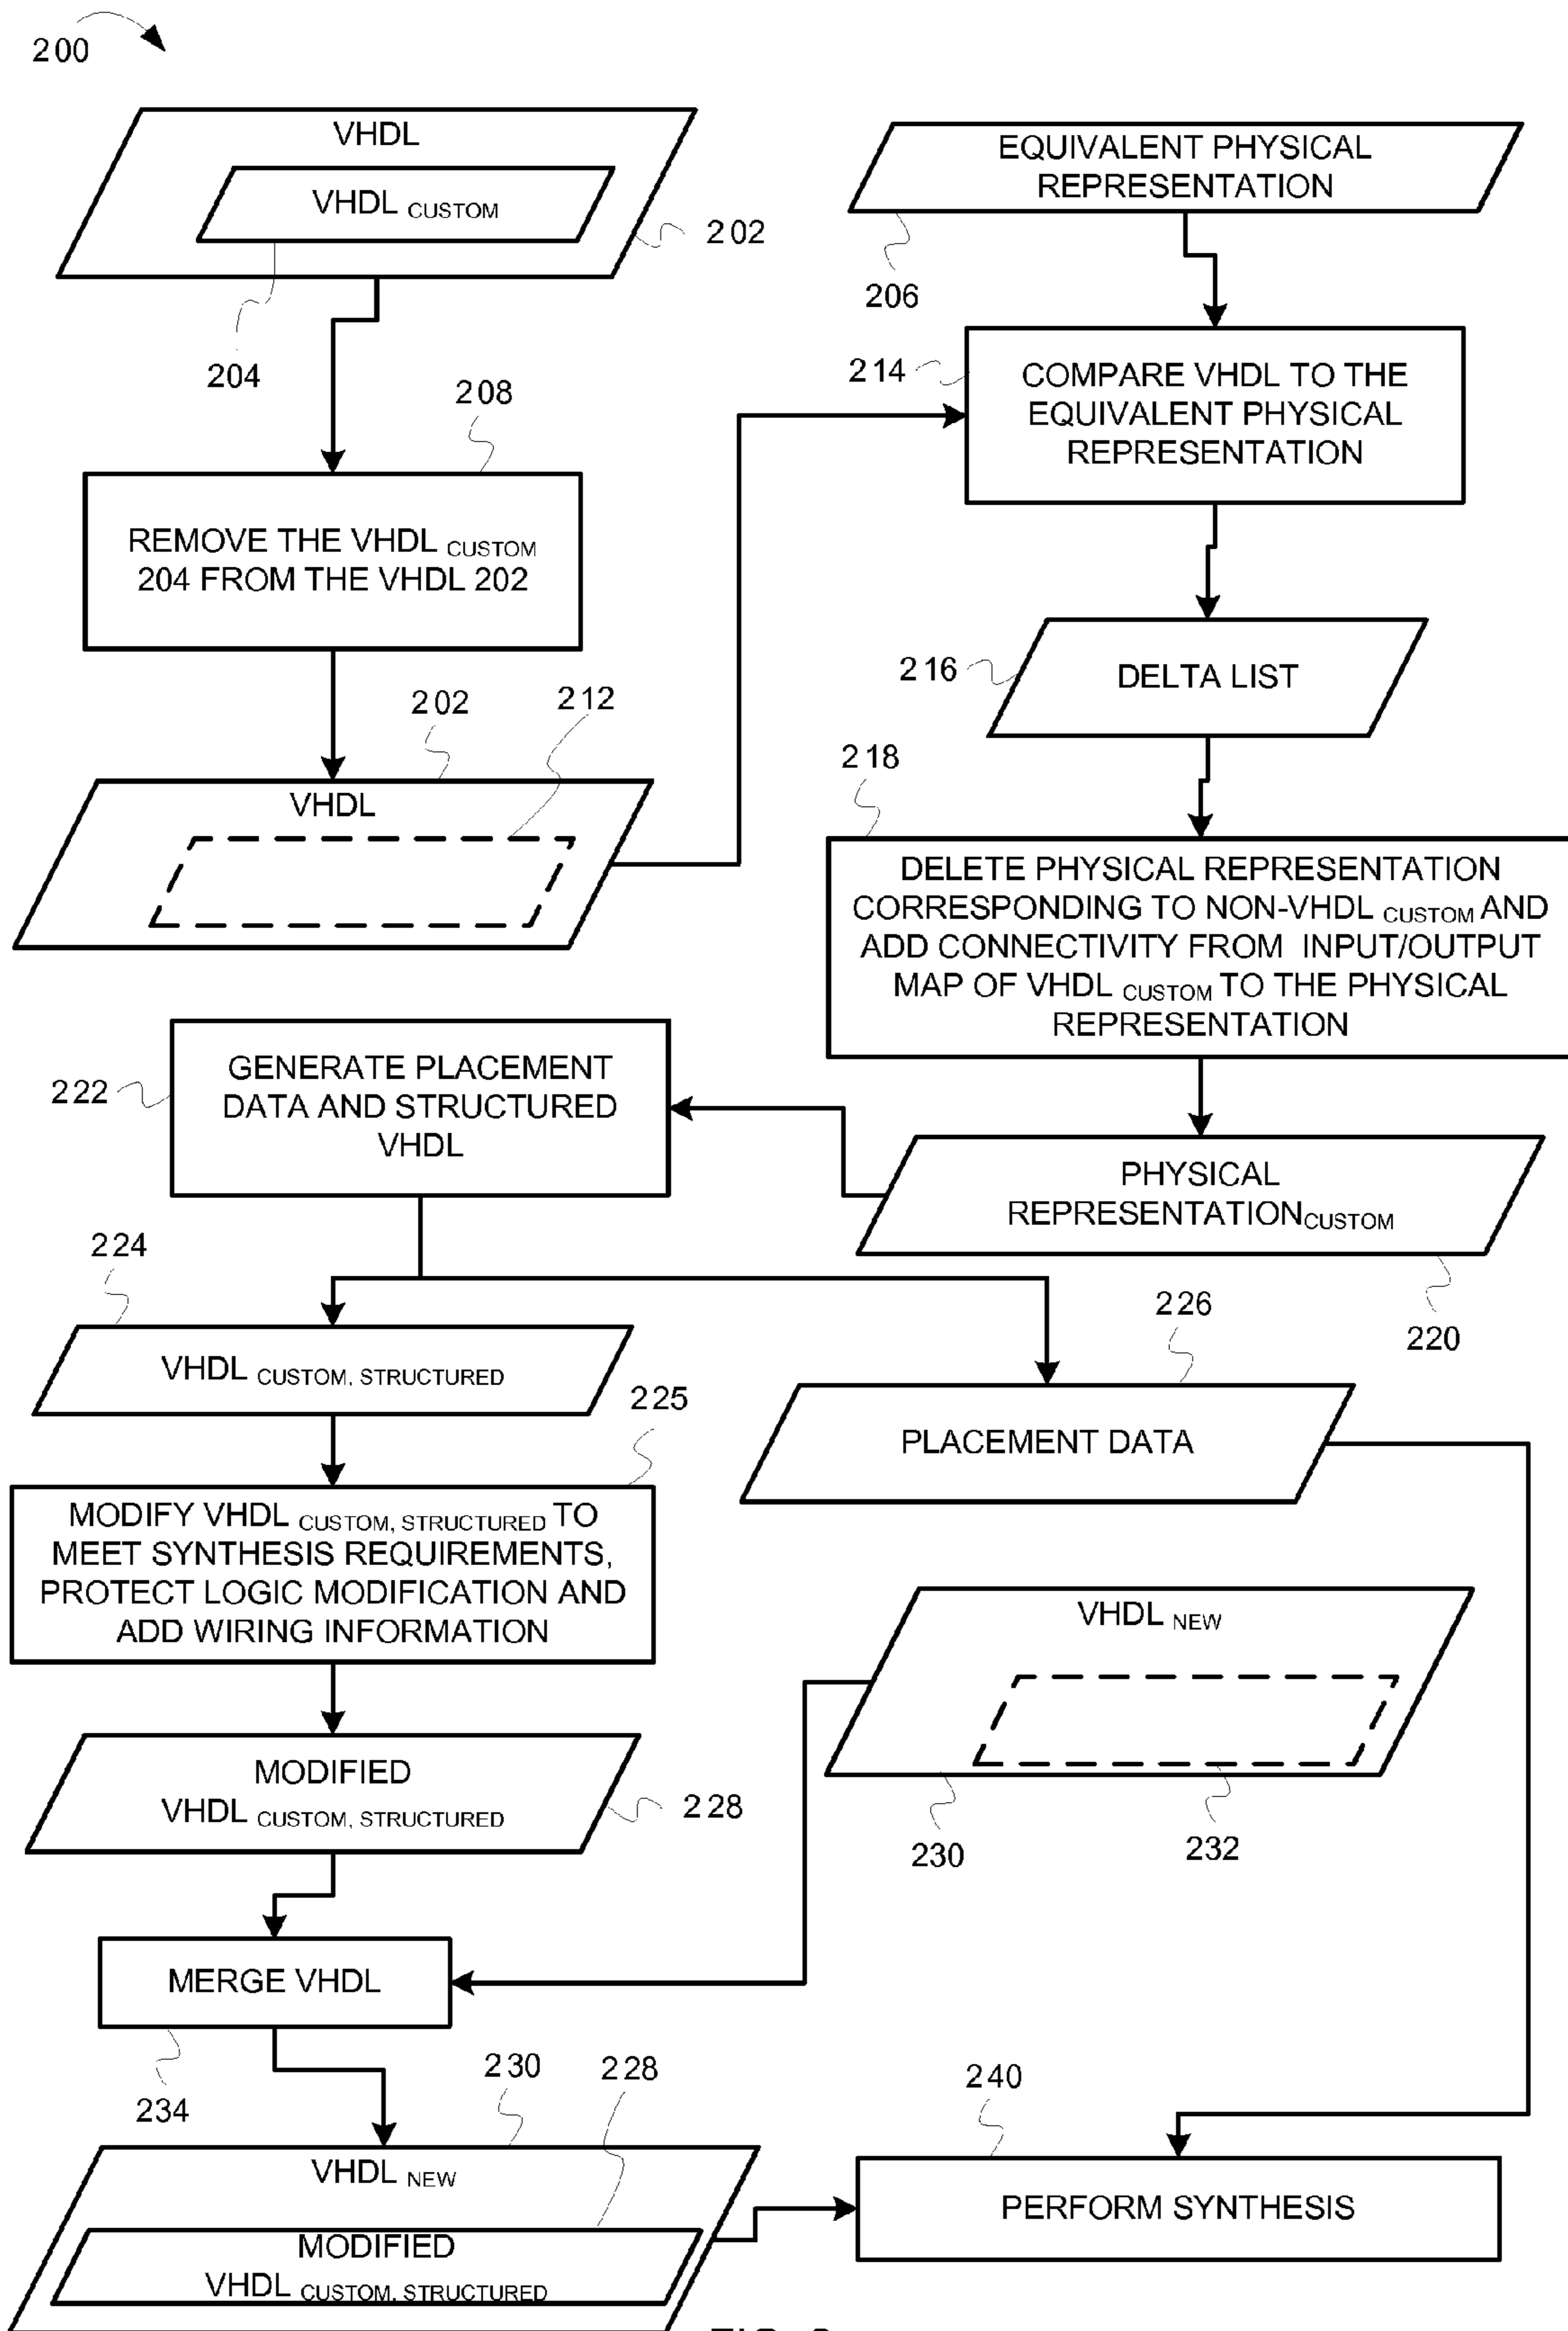 200
VHDL
VHDL CUSTOM
202
204
EQUIVALENT PHYSICAL
REPRESENTATION
206
208
REMOVE THE VHDL CUSTOM
204 FROM THE VHDL 202
214
COMPARE VHDL TO THE
EQUIVALENT PHYSICAL
REPRESENTATION
202
212
VHDL
216
DELTA LIST
218
DELETE PHYSICAL REPRESENTATION
CORRESPONDING TO NON-VHDL CUSTOM AND
ADD CONNECTIVITY FROM INPUT/OUTPUT
MAP OF VHDL CUSTOM TO THE PHYSICAL
REPRESENTATION
222
GENERATE PLACEMENT
DATA AND STRUCTURED
VHDL
PHYSICAL
REPRESENTATIONCUSTOM
220
224
VHDL CUSTOM, STRUCTURED
226
PLACEMENT DATA
225
MODIFY VHDL CUSTOM, STRUCTURED TO
MEET SYNTHESIS REQUIREMENTS,
PROTECT LOGIC MODIFICATION AND
ADD WIRING INFORMATION
VHDL NEW
230
232
MODIFIED
VHDL CUSTOM, STRUCTURED
228
MERGE VHDL
234
230
228
VHDL NEW
MODIFIED
VHDL CUSTOM, STRUCTURED
240
PERFORM SYNTHESIS